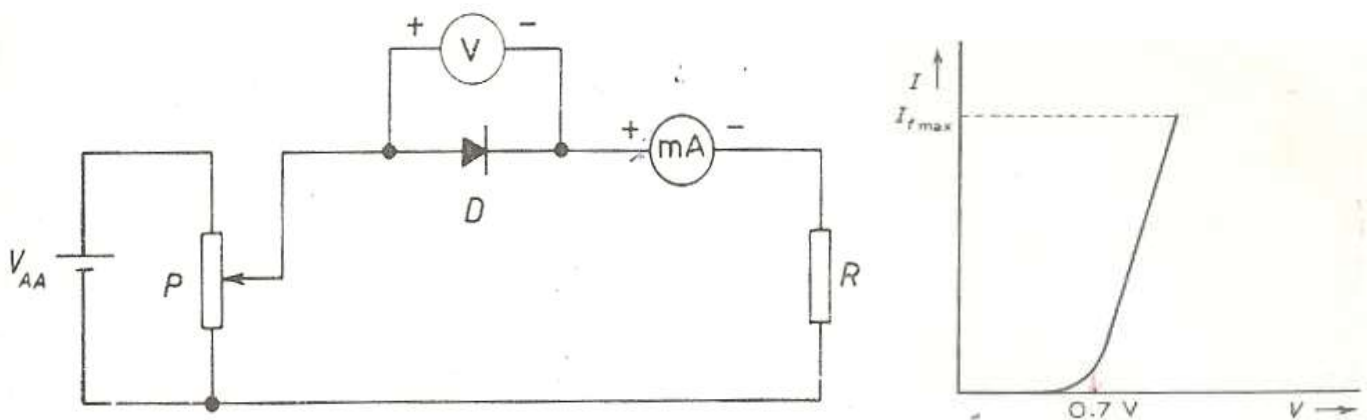 + V -
+ mA -
D
V_AA
P
R
I
I_f max
0.7 V
V